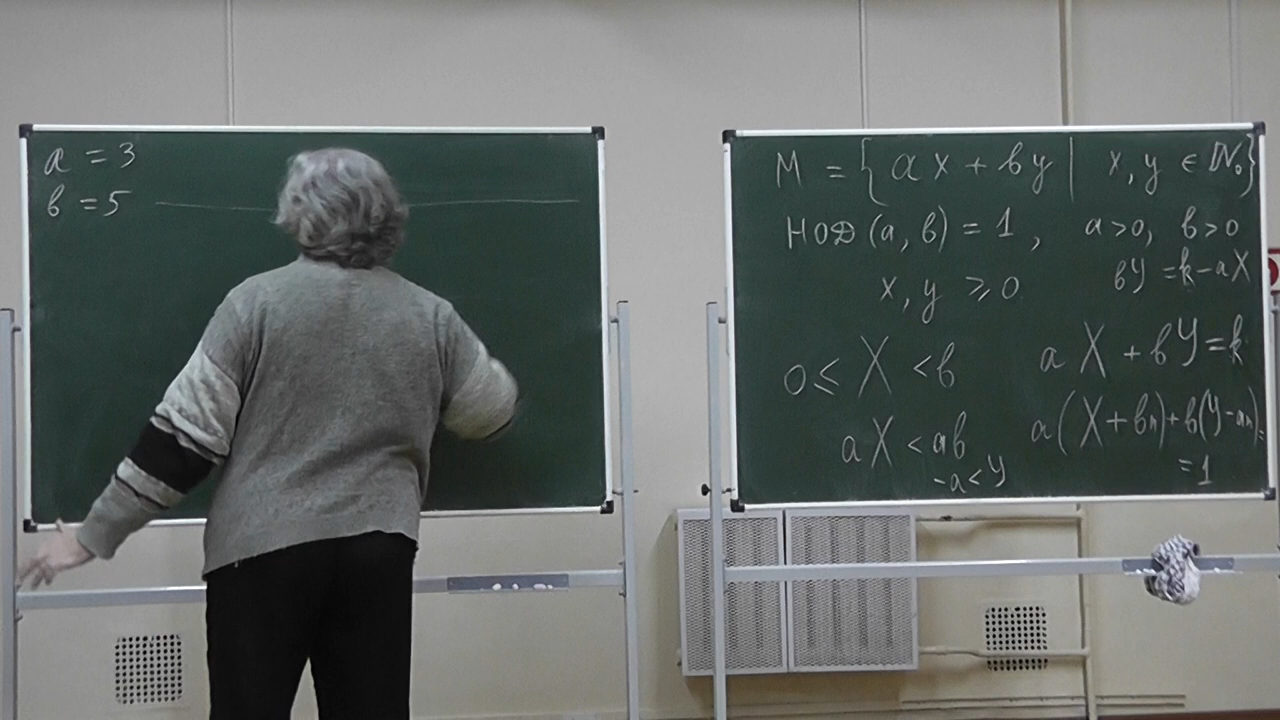 a = 3
b = 5
M = { ax + by | x, y ∈ ℕ₀}
НОД (a, b) = 1, a > 0, b > 0
x, y ⩾ 0
bY = k - aX
0 ⩽ X < b
aX + bY = k
aX < ab
a(X + bn) + b(Y - an) =
= 1
-a < Y